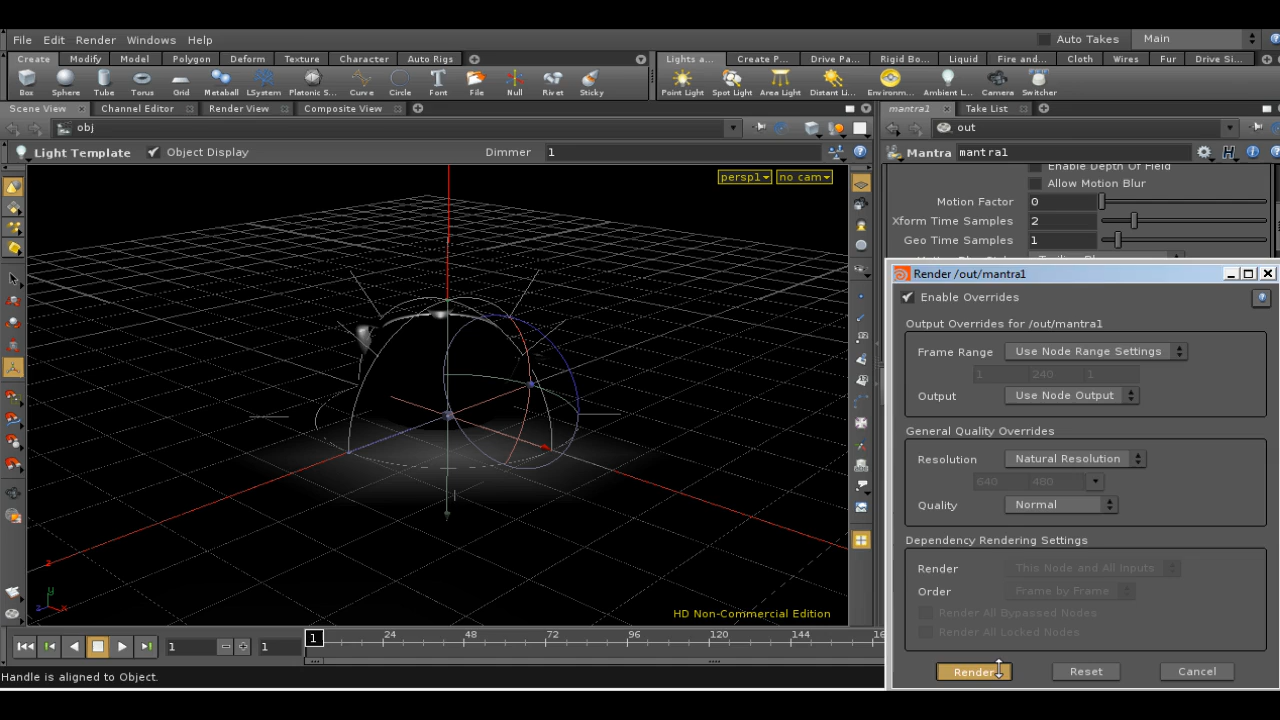 File Edit Render Windows Help
Auto Takes Main
Create Modify Model Polygon Deform Texture Character Auto Rigs
Lights a... Create P... Drive Pa... Rigid Bo... Liquid Fire and... Cloth Wires Fur Drive Si...
Box Sphere Tube Torus Grid Metaball LSystem Platonic S... Curve Circle Font File Null Rivet Sticky
Point Light Spot Light Area Light Distant Li... Environm... Ambient L... Camera Switcher
Scene View Channel Editor Render View Composite View
mantra1 Take List
obj
out
Light Template Object Display Dimmer 1
Mantra mantra1
persp1 no cam
Enable Depth Of Field
Allow Motion Blur
Motion Factor 0
Xform Time Samples 2
Geo Time Samples 1
Render /out/mantra1
Enable Overrides
Output Overrides for /out/mantra1
Frame Range Use Node Range Settings
1 240 1
Output Use Node Output
General Quality Overrides
Resolution Natural Resolution
640 480
Quality Normal
Dependency Rendering Settings
Render This Node and All Inputs
Order Frame by Frame
Render All Bypassed Nodes
Render All Locked Nodes
Render Reset Cancel
z y x
z x
HD Non-Commercial Edition
1 1 1 24 48 72 96 120 144 16
Handle is aligned to Object.